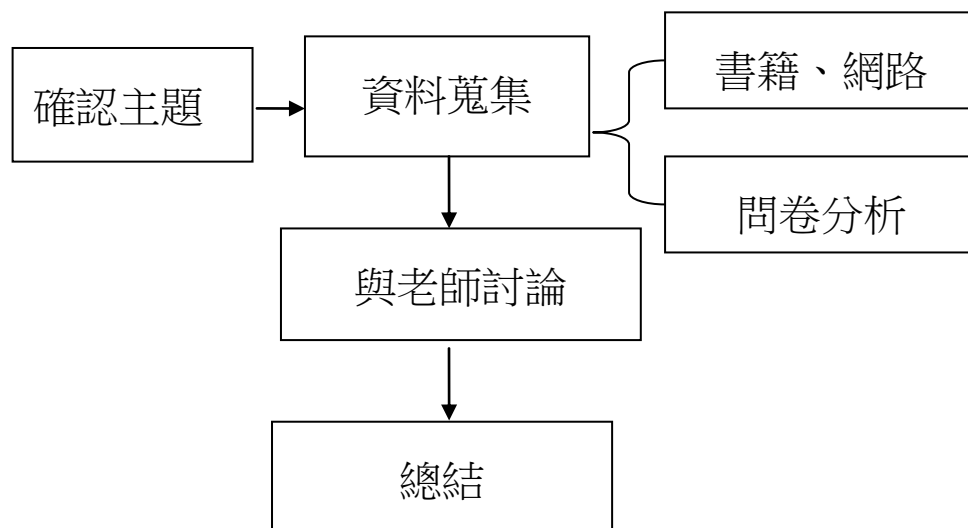 確認主題
資料蒐集
書籍、網路
問卷分析
與老師討論
總結